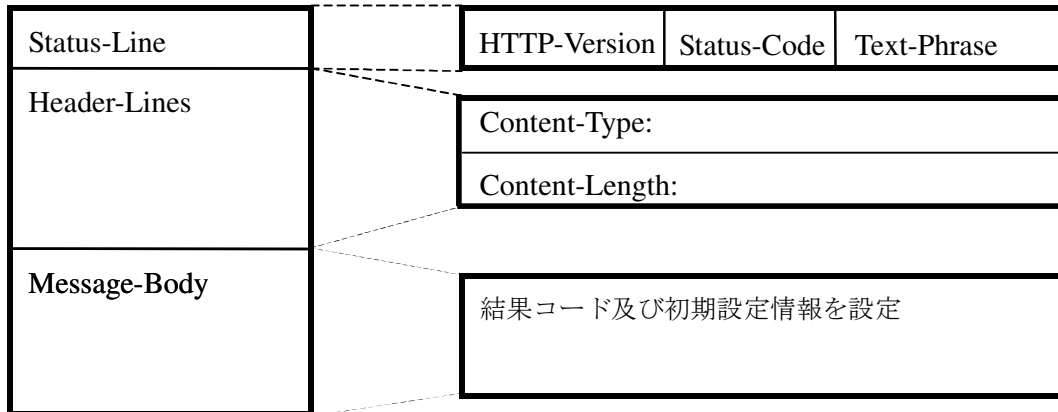 Status-Line
HTTP-Version Status-Code Text-Phrase
Header-Lines
Content-Type:
Content-Length:
Message-Body
結果コード及び初期設定情報を設定